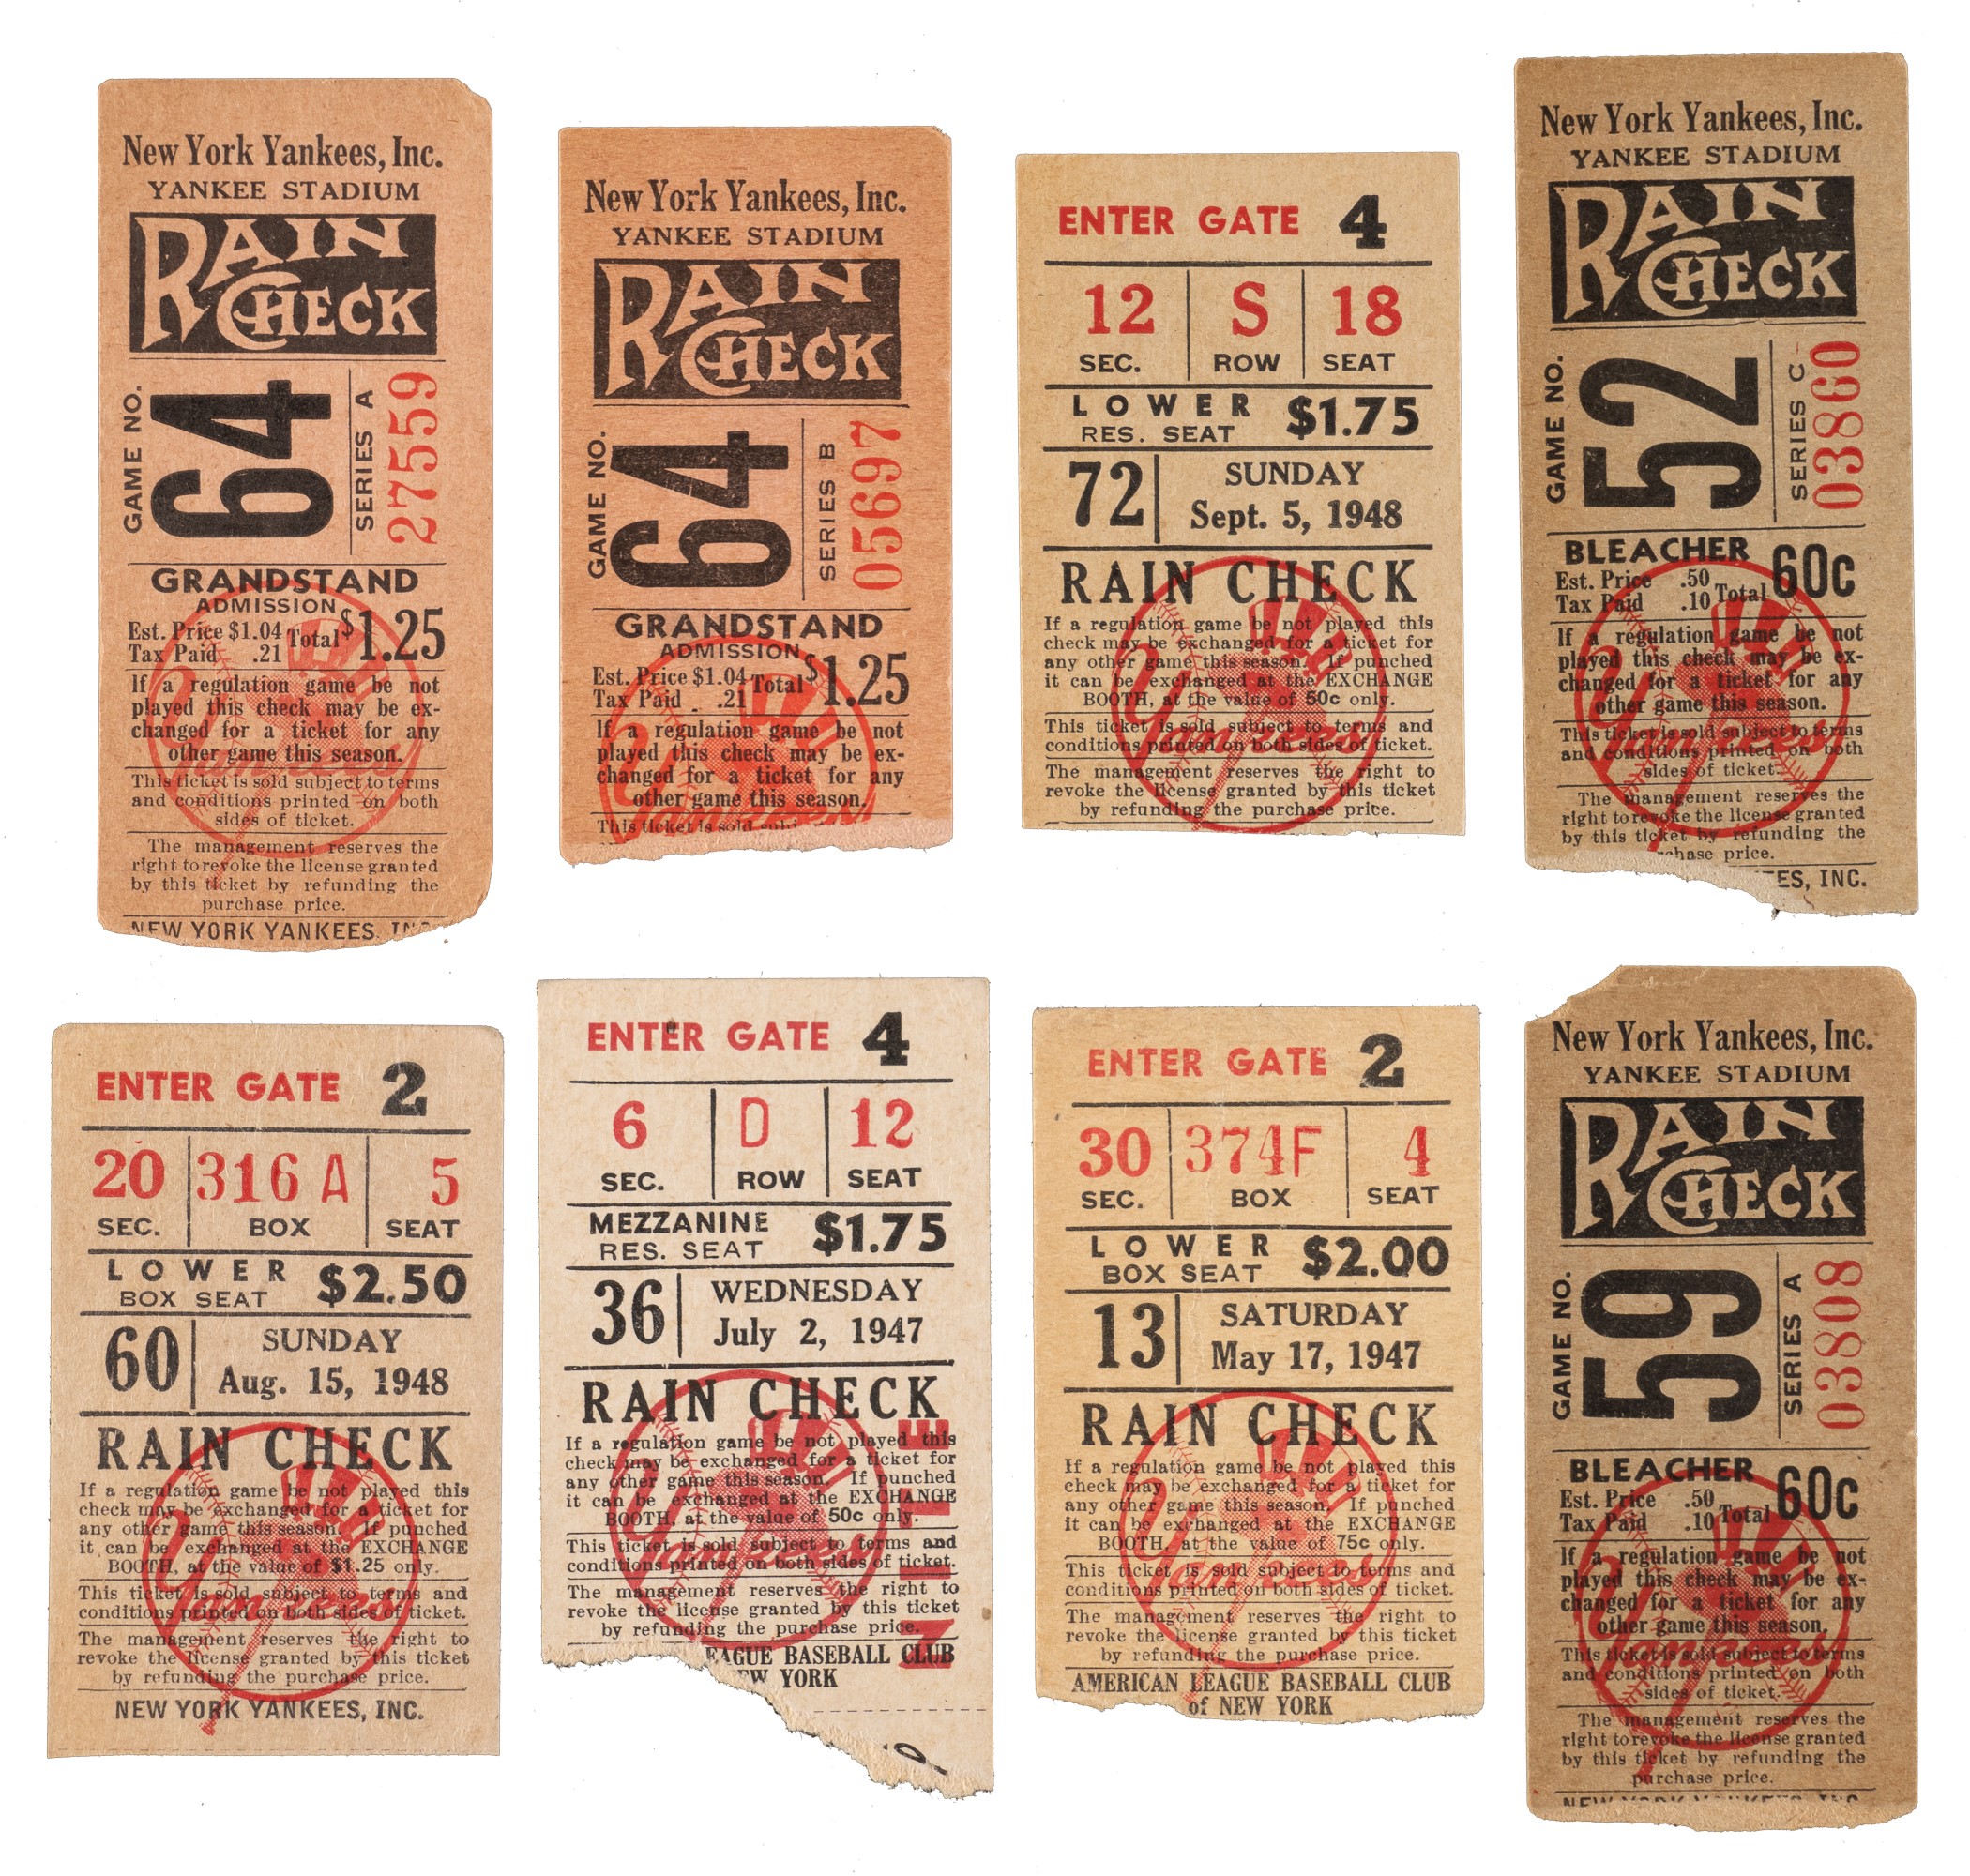 New York Yankees, Inc.
YANKEE STADIUM
RAIN
CHECK
GAME NO.
64
SERIES A
27559
GRANDSTAND
ADMISSION
Est. Price $1.04
Tax Paid .21
Total $1.25
If a regulation game be not
played this check may be ex-
changed for a ticket for any
other game this season.
This ticket is sold subject to terms
and conditions printed on both
sides of ticket.
The management reserves the
right to revoke the license granted
by this ticket by refunding the
purchase price.
NEW YORK YANKEES, INC.
Yankees
New York Yankees, Inc.
YANKEE STADIUM
RAIN
CHECK
GAME NO.
64
SERIES B
05697
GRANDSTAND
ADMISSION
Est. Price $1.04
Tax Paid .21
Total $1.25
If a regulation game be not
played this check may be ex-
changed for a ticket for any
other game this season.
This ticket is sold subj
Yankees
ENTER GATE 4
12 S 18
SEC. ROW SEAT
LOWER
RES. SEAT $1.75
72 SUNDAY
Sept. 5, 1948
RAIN CHECK
If a regulation game be not played this
check may be exchanged for a ticket for
any other game this season. If punched
it can be exchanged at the EXCHANGE
BOOTH, at the value of 50c only.
This ticket is sold subject to terms and
conditions printed on both sides of ticket.
The management reserves the right to
revoke the license granted by this ticket
by refunding the purchase price.
Yankees
New York Yankees, Inc.
YANKEE STADIUM
RAIN
CHECK
GAME NO.
52
SERIES C
03860
BLEACHER
Est. Price .50
Tax Paid .10
Total 60c
If a regulation game be not
played this check may be ex-
changed for a ticket for any
other game this season.
This ticket is sold subject to terms
and conditions printed on both
sides of ticket.
The management reserves the
right to revoke the license granted
by this ticket by refunding the
chase price.
ES, INC.
Yankees
ENTER GATE 2
20 316 A 5
SEC. BOX SEAT
LOWER
BOX SEAT $2.50
60 SUNDAY
Aug. 15, 1948
RAIN CHECK
If a regulation game be not played this
check may be exchanged for a ticket for
any other game this season. If punched
it can be exchanged at the EXCHANGE
BOOTH, at the value of $1.25 only.
This ticket is sold subject to terms and
conditions printed on both sides of ticket.
The management reserves the right to
revoke the license granted by this ticket
by refunding the purchase price.
NEW YORK YANKEES, INC.
Yankees
ENTER GATE 4
6 D 12
SEC. ROW SEAT
MEZZANINE
RES. SEAT $1.75
36 WEDNESDAY
July 2, 1947
RAIN CHECK
If a regulation game be not played this
check may be exchanged for a ticket for
any other game this season. If punched
it can be exchanged at the EXCHANGE
BOOTH, at the value of 50c only.
This ticket is sold subject to terms and
conditions printed on both sides of ticket.
The management reserves the right to
revoke the license granted by this ticket
by refunding the purchase price.
EAGUE BASEBALL CLUB
EW YORK
Yankees
ENTER GATE 2
30 374F 4
SEC. BOX SEAT
LOWER
BOX SEAT $2.00
13 SATURDAY
May 17, 1947
RAIN CHECK
If a regulation game be not played this
check may be exchanged for a ticket for
any other game this season. If punched
it can be exchanged at the EXCHANGE
BOOTH, at the value of 75c only.
This ticket is sold subject to terms and
conditions printed on both sides of ticket.
The management reserves the right to
revoke the license granted by this ticket
by refunding the purchase price.
AMERICAN LEAGUE BASEBALL CLUB
of NEW YORK
Yankees
New York Yankees, Inc.
YANKEE STADIUM
RAIN
CHECK
GAME NO.
59
SERIES A
03808
BLEACHER
Est. Price .50
Tax Paid .10
Total 60c
If a regulation game be not
played this check may be ex-
changed for a ticket for any
other game this season.
This ticket is sold subject to terms
and conditions printed on both
sides of ticket.
The management reserves the
right to revoke the license granted
by this ticket by refunding the
purchase price.
NEW YORK YANKEES, INC.
Yankees